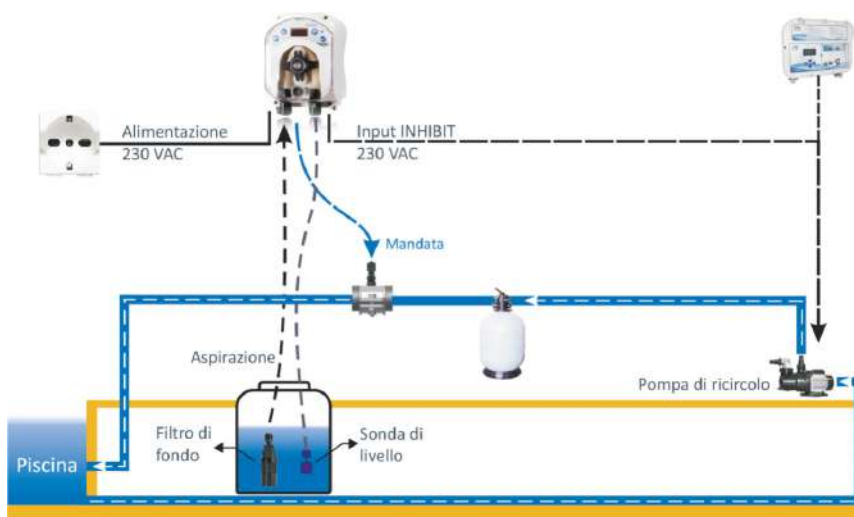 Alimentazione
230 VAC
Input INHIBIT
230 VAC
Mandata
Aspirazione
Pompa di ricircolo
Filtro di
fondo
Sonda di
livello
Piscina